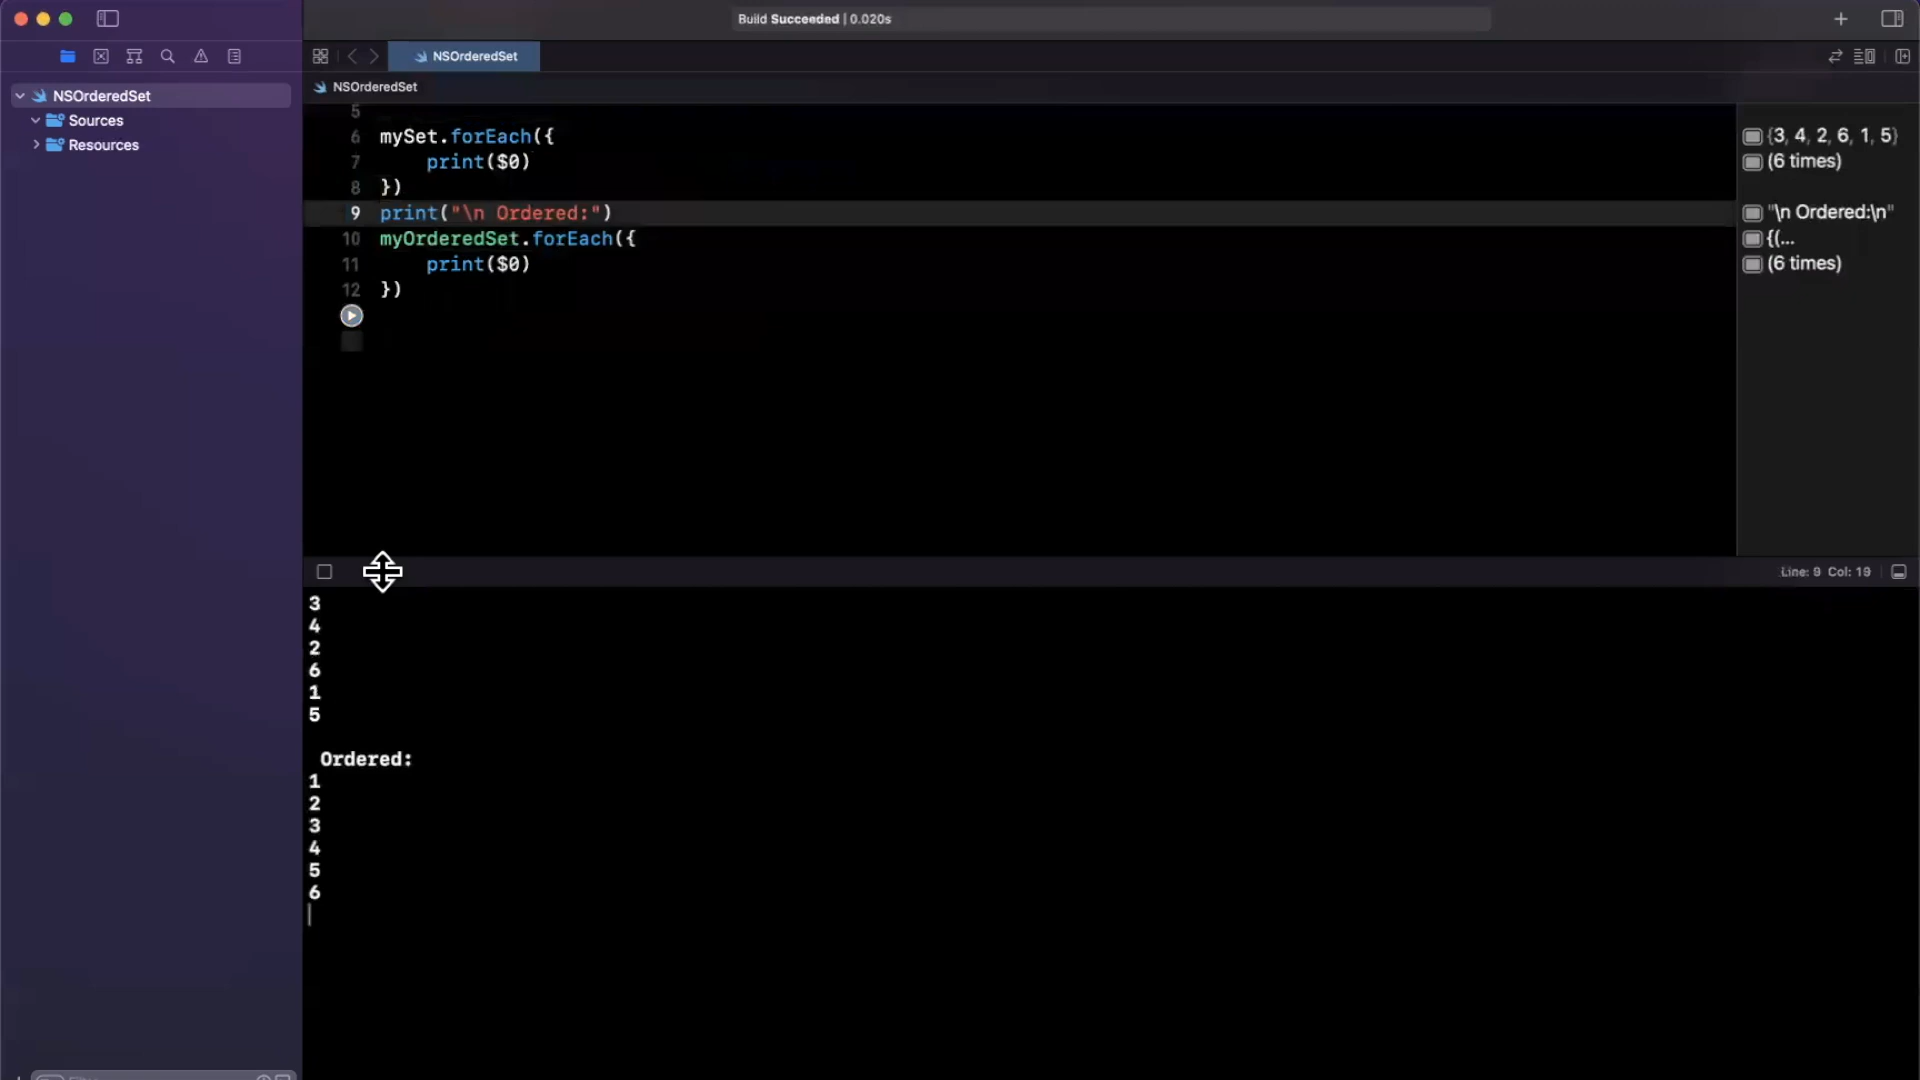 Build Succeeded | 0.020s
NSOrderedSet
NSOrderedSet
NSOrderedSet
Sources
Resources
5
6 mySet.forEach({
7 print($0)
8 })
9 print("\n Ordered:")
10 myOrderedSet.forEach({
11 print($0)
12 })
{3, 4, 2, 6, 1, 5}
(6 times)
"\n Ordered:\n"
{(...
(6 times)
Line: 9 Col: 19
3
4
2
6
1
5
Ordered:
1
2
3
4
5
6